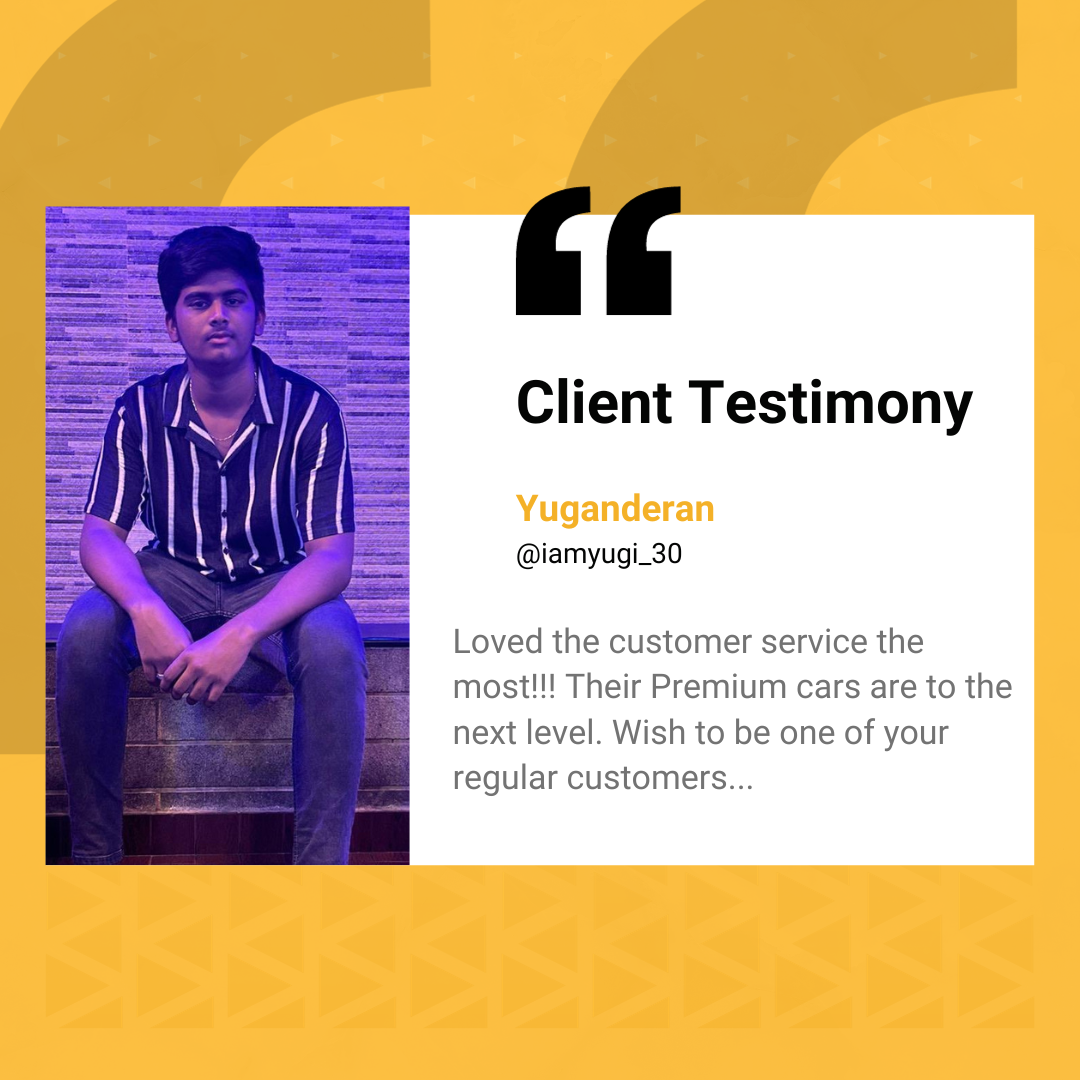 “
Client Testimony
Yuganderan
@iamyugi_30
Loved the customer service the
most!!! Their Premium cars are to the
next level. Wish to be one of your
regular customers...